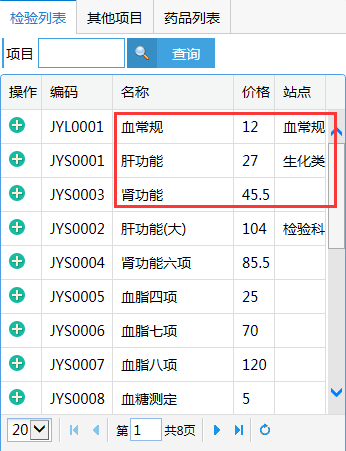 检验列表 其他项目 药品列表
项目 查询
操作 编码 名称 价格 站点
JYL0001 血常规 12 血常规
JYS0001 肝功能 27 生化类
JYS0003 肾功能 45.5
JYS0002 肝功能(大) 104 检验科
JYS0004 肾功能六项 85.5
JYS0005 血脂四项 25
JYS0006 血脂七项 70
JYS0007 血脂八项 120
JYS0008 血糖测定 5
20 第 1 共8页